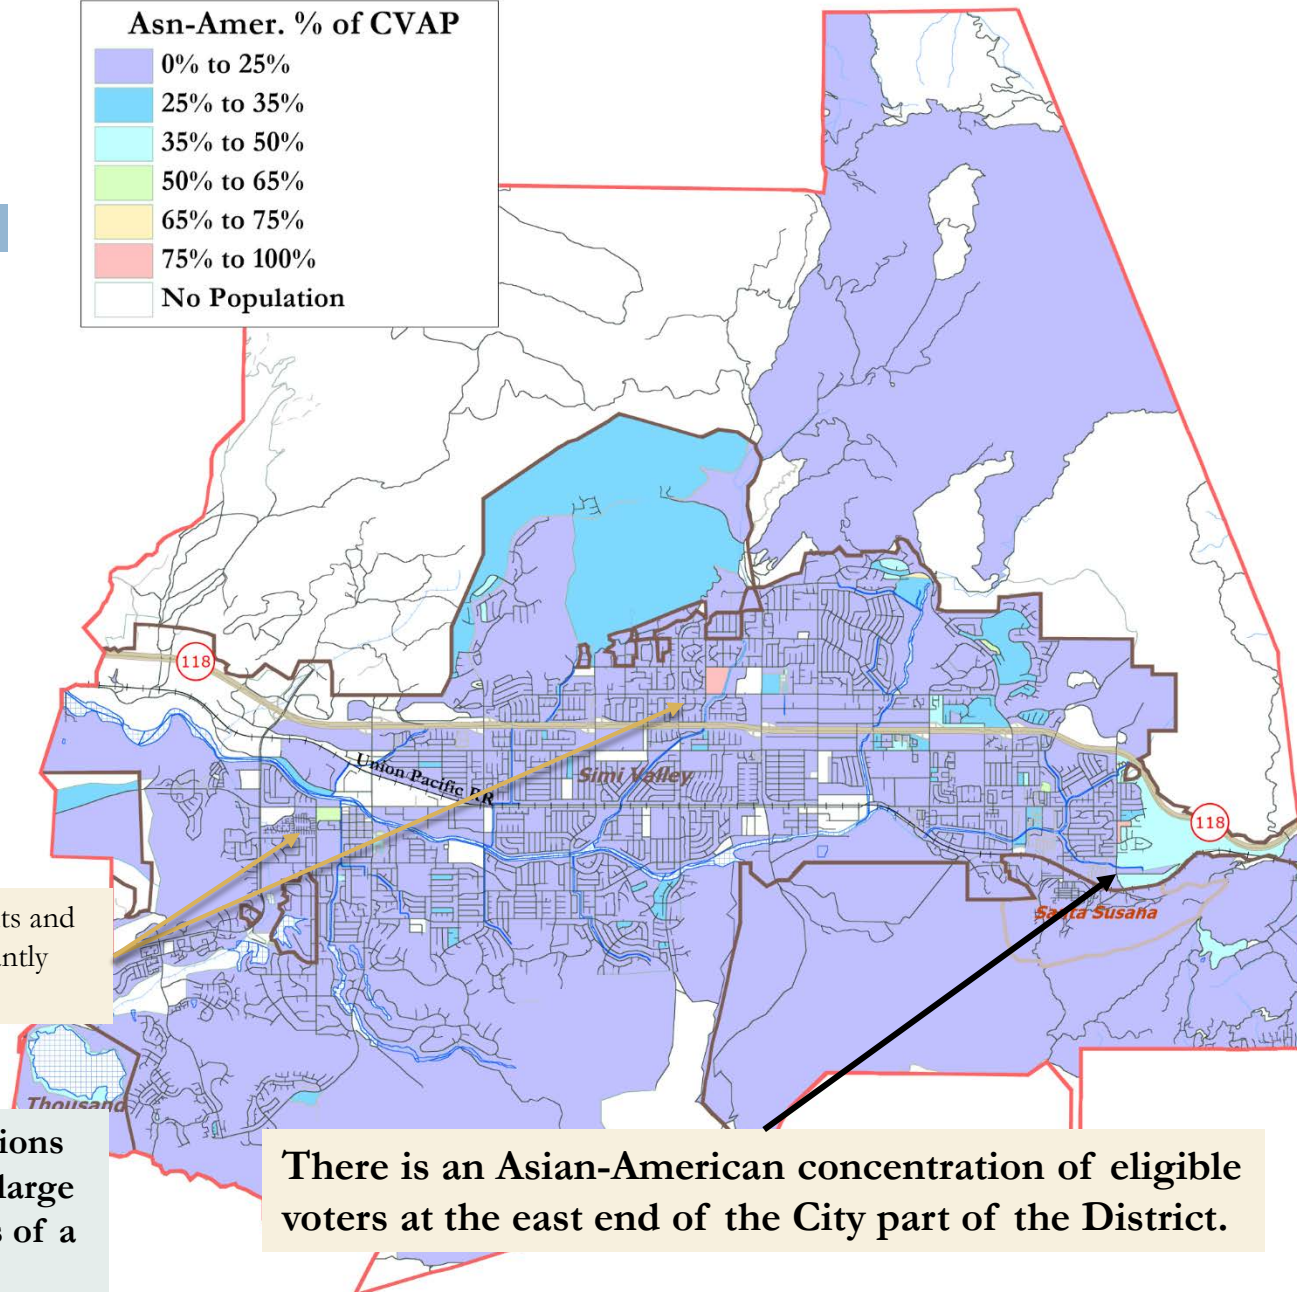 Asn-Amer. % of CVAP
0% to 25%
25% to 35%
35% to 50%
50% to 65%
65% to 75%
75% to 100%
No Population
118
Union Pacific RR
Simi Valley
118
Santa Susana
ts and
antly
Thousand
ions
large
s of a
There is an Asian-American concentration of eligible
voters at the east end of the City part of the District.